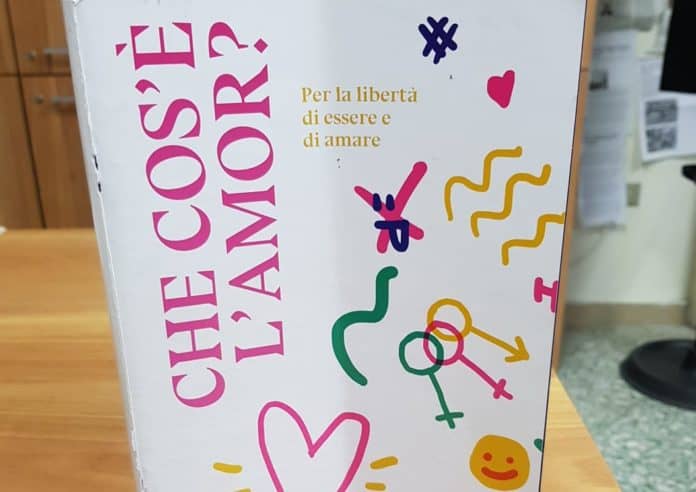 CHE COS'È
L'AMOR?
Per la libertà
di essere e
di amare